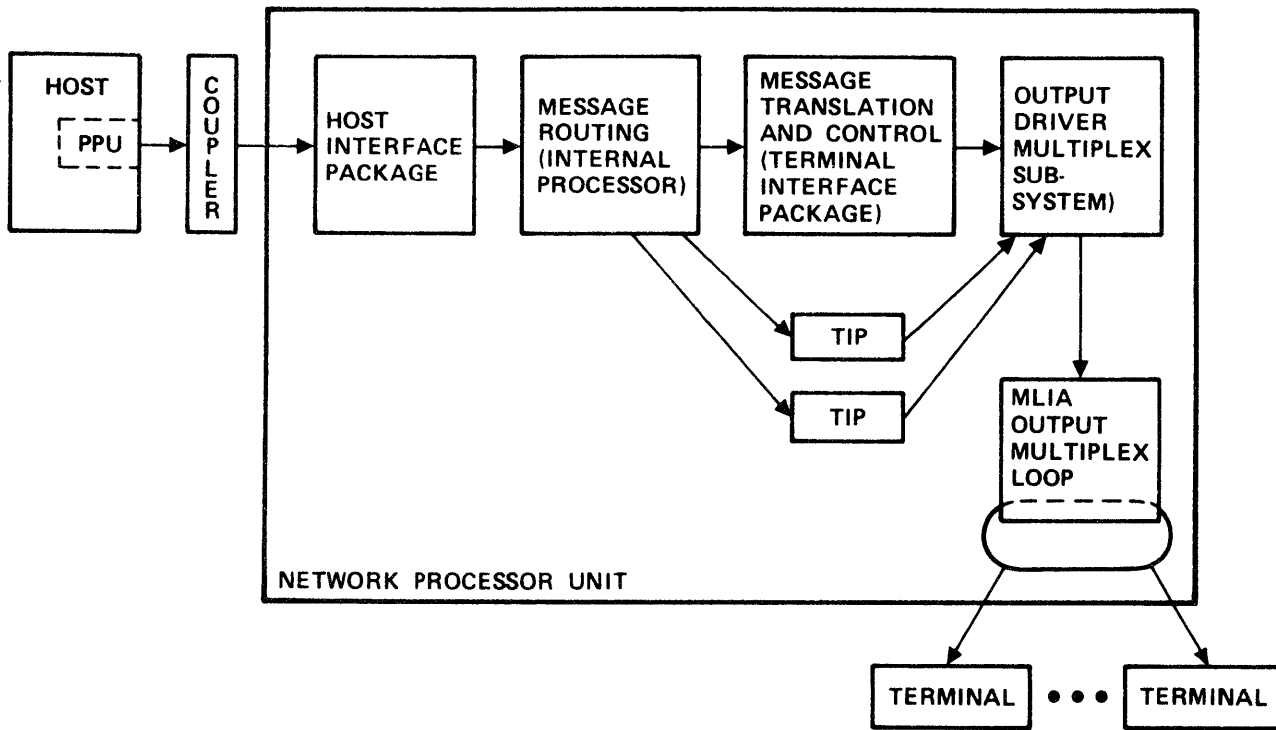 HOST
PPU
COUPLER
HOST
INTERFACE
PACKAGE
MESSAGE
ROUTING
(INTERNAL
PROCESSOR)
MESSAGE
TRANSLATION
AND CONTROL
(TERMINAL
INTERFACE
PACKAGE)
OUTPUT
DRIVER
MULTIPLEX
SUB-
SYSTEM)
TIP
TIP
MLIA
OUTPUT
MULTIPLEX
LOOP
NETWORK PROCESSOR UNIT
TERMINAL ••• TERMINAL